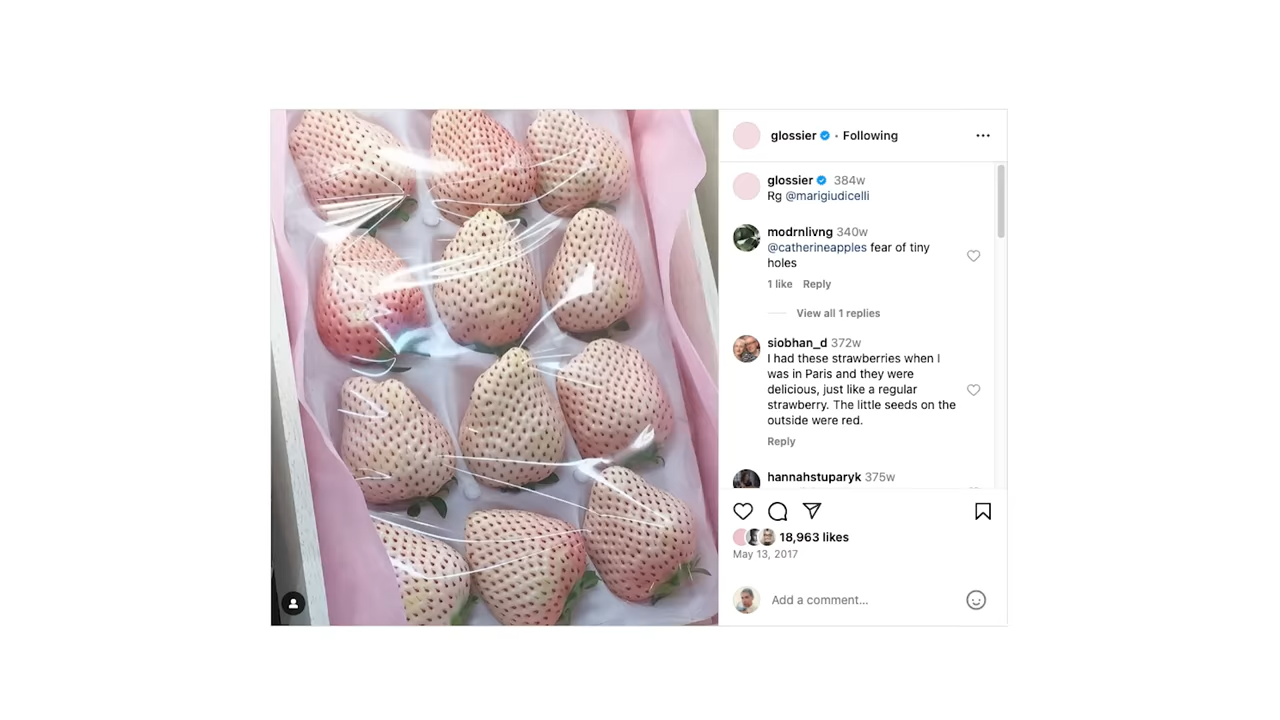 glossier • Following
glossier 384w
Rg @marigiudicelli
modrnlivng 340w
@catherineapples fear of tiny
holes
1 like Reply
View all 1 replies
siobhan_d 372w
I had these strawberries when I
was in Paris and they were
delicious, just like a regular
strawberry. The little seeds on the
outside were red.
Reply
hannahstuparyk 375w
18,963 likes
May 13, 2017
Add a comment...